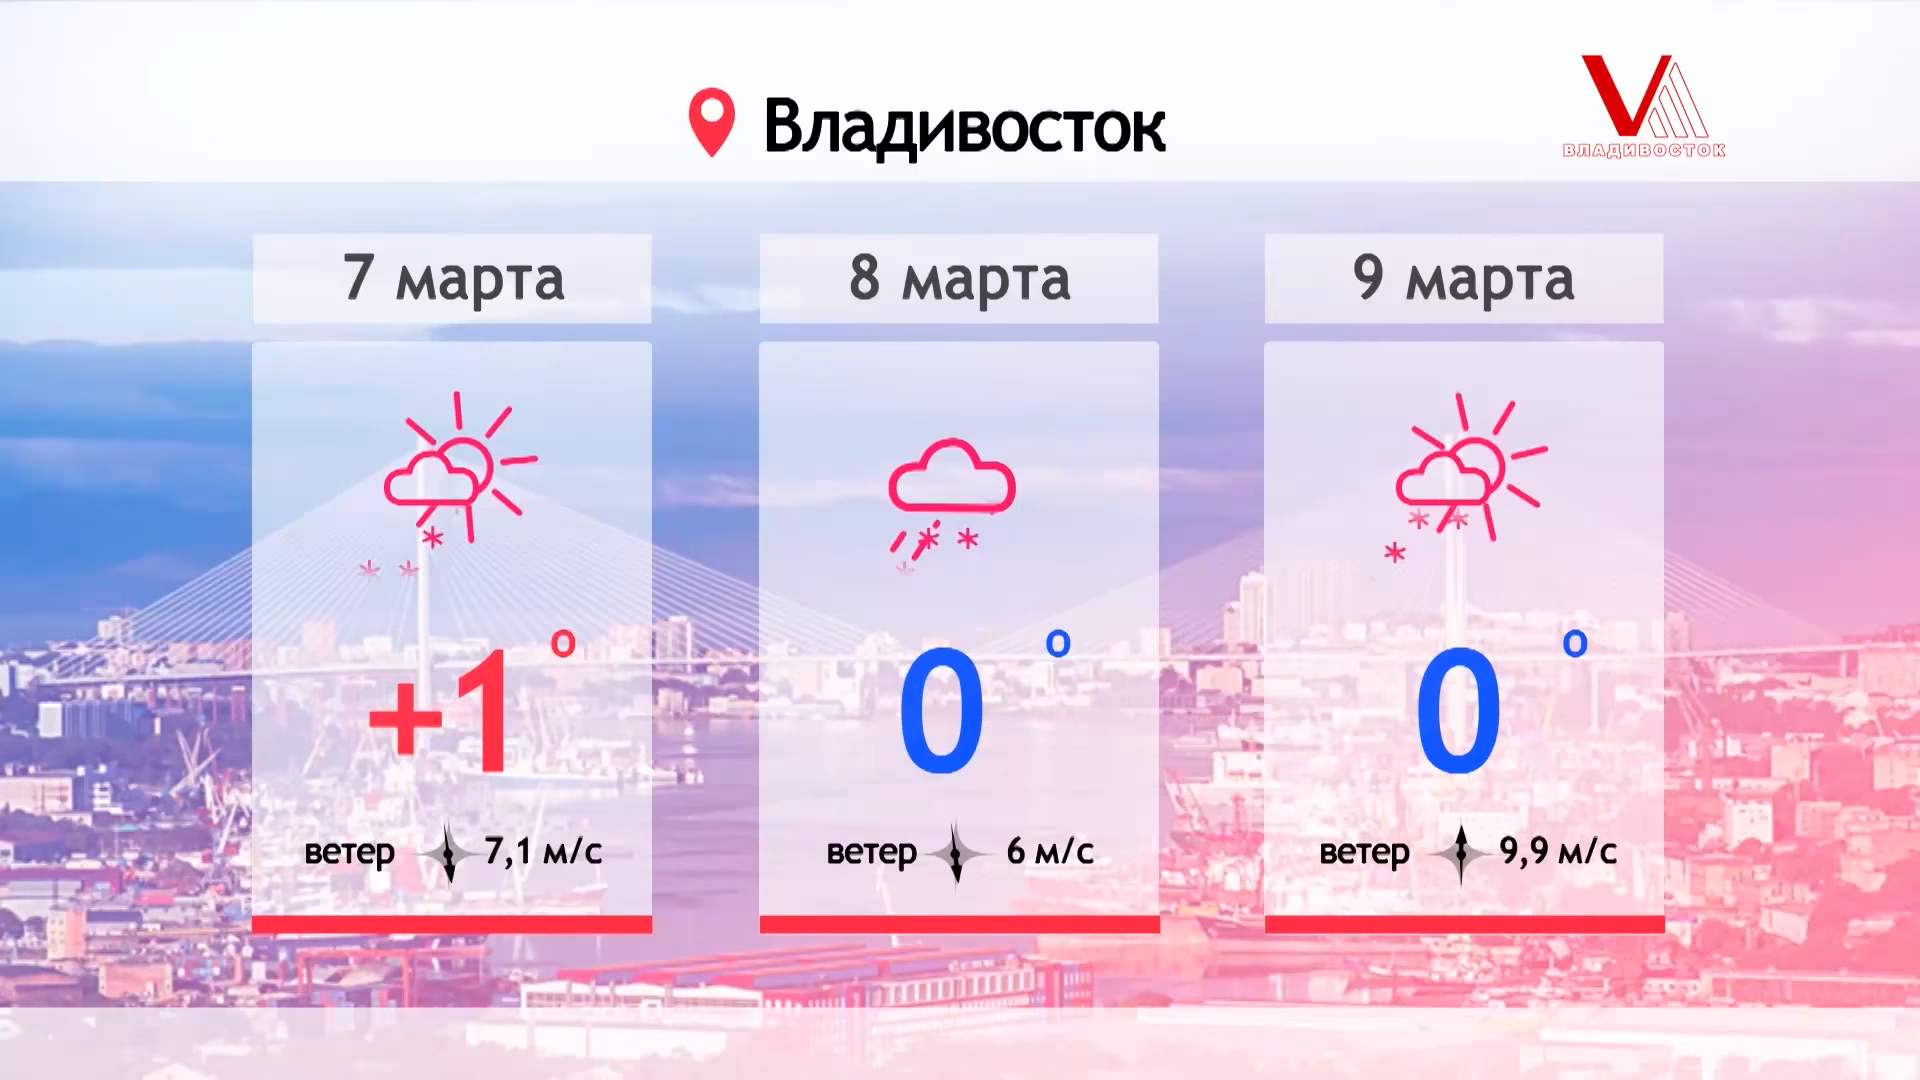 Владивосток
ВЛАДИВОСТОК
7 марта
+1°
ветер 7,1 м/с
8 марта
0°
ветер 6 м/с
9 марта
0°
ветер 9,9 м/с